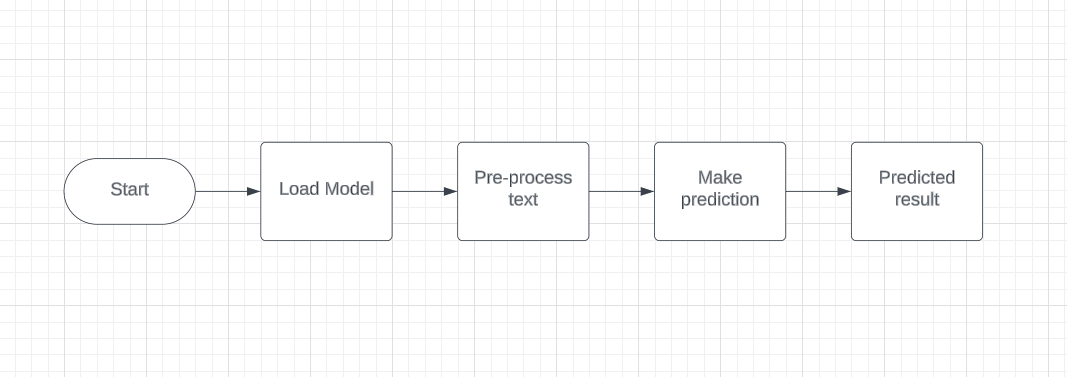 Start
Load Model
Pre-process
text
Make
prediction
Predicted
result